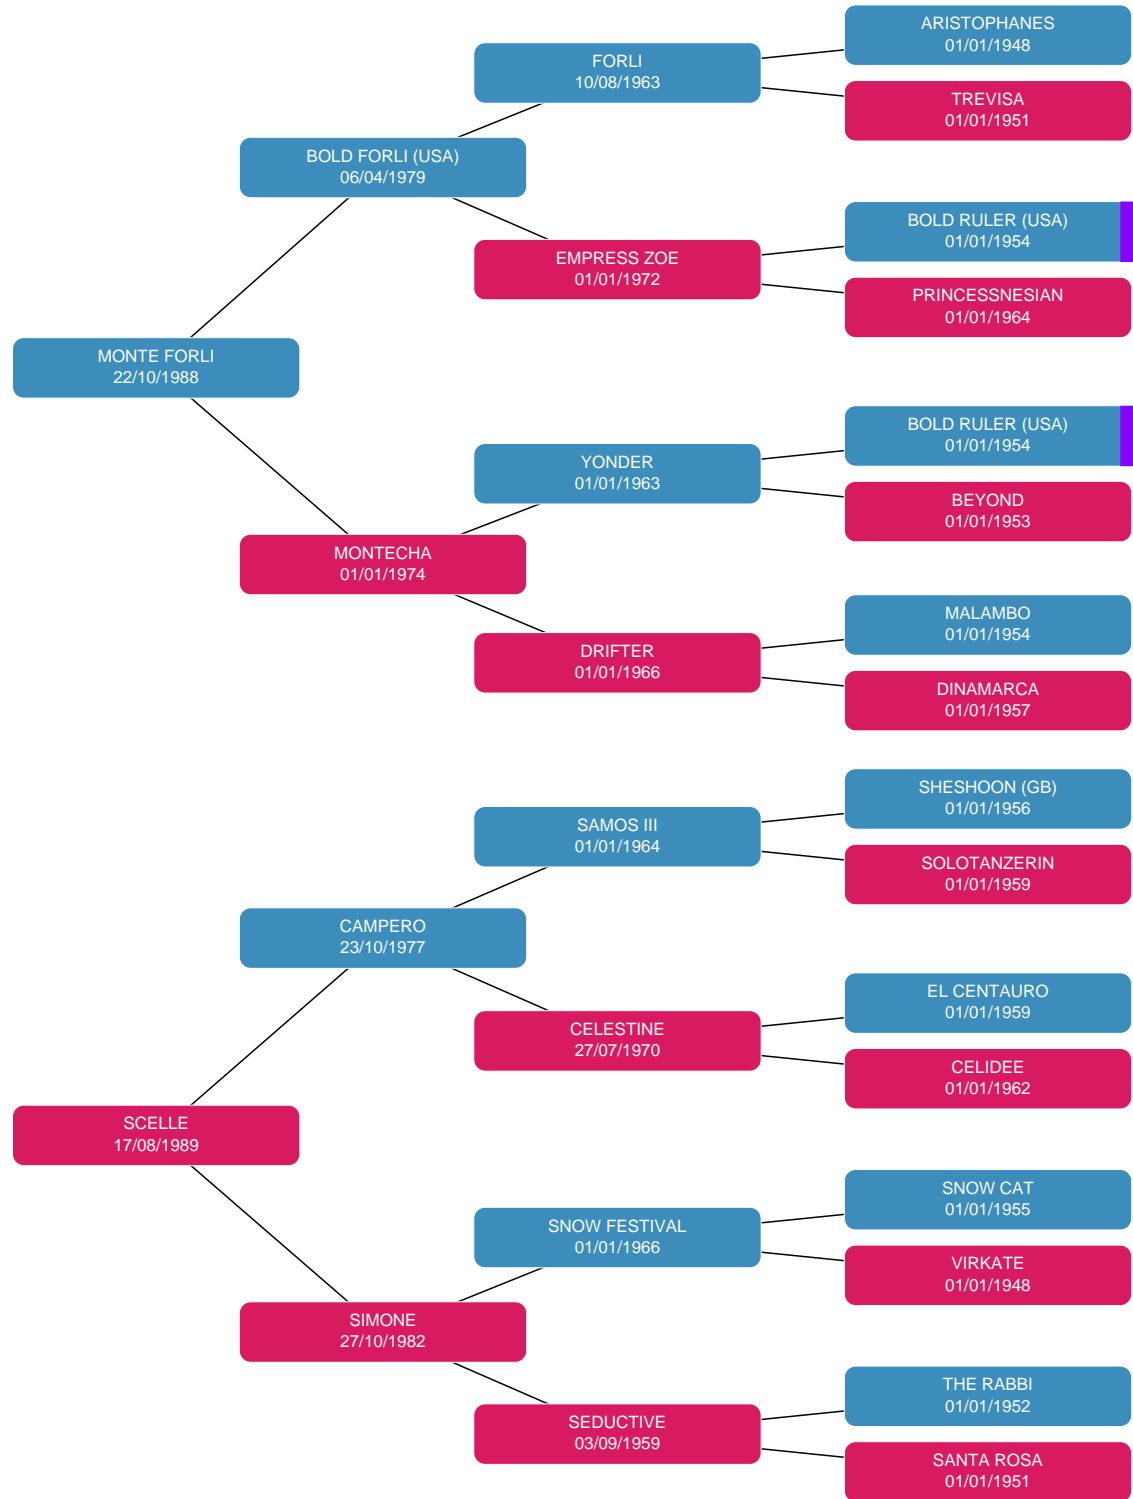 ARISTOPHANES
01/01/1948
FORLI
10/08/1963
TREVISA
01/01/1951
BOLD FORLI (USA)
06/04/1979
BOLD RULER (USA)
01/01/1954
EMPRESS ZOE
01/01/1972
PRINCESSNESIAN
01/01/1964
MONTE FORLI
22/10/1988
BOLD RULER (USA)
01/01/1954
YONDER
01/01/1963
BEYOND
01/01/1953
MONTECHA
01/01/1974
MALAMBO
01/01/1954
DRIFTER
01/01/1966
DINAMARCA
01/01/1957
SHESHOON (GB)
01/01/1956
SAMOS III
01/01/1964
SOLOTANZERIN
01/01/1959
CAMPERO
23/10/1977
EL CENTAURO
01/01/1959
CELESTINE
27/07/1970
CELIDEE
01/01/1962
SCELLE
17/08/1989
SNOW CAT
01/01/1955
SNOW FESTIVAL
01/01/1966
VIRKATE
01/01/1948
SIMONE
27/10/1982
THE RABBI
01/01/1952
SEDUCTIVE
03/09/1959
SANTA ROSA
01/01/1951